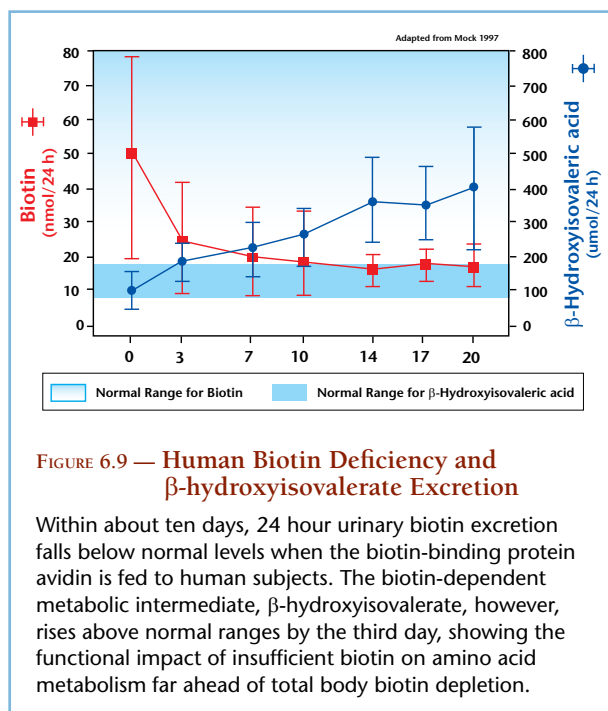 Adapted from Mock 1997
80
70
60
50
40
30
20
10
0
Biotin
(nmol/24 h)
800
700
600
500
400
300
200
100
0
β-Hydroxyisovaleric acid
(umol/24 h)
0 3 7 10 14 17 20
Normal Range for Biotin Normal Range for β-Hydroxyisovaleric acid
FIGURE 6.9 — Human Biotin Deficiency and
β-hydroxyisovalerate Excretion
Within about ten days, 24 hour urinary biotin excretion
falls below normal levels when the biotin-binding protein
avidin is fed to human subjects. The biotin-dependent
metabolic intermediate, β-hydroxyisovalerate, however,
rises above normal ranges by the third day, showing the
functional impact of insufficient biotin on amino acid
metabolism far ahead of total body biotin depletion.